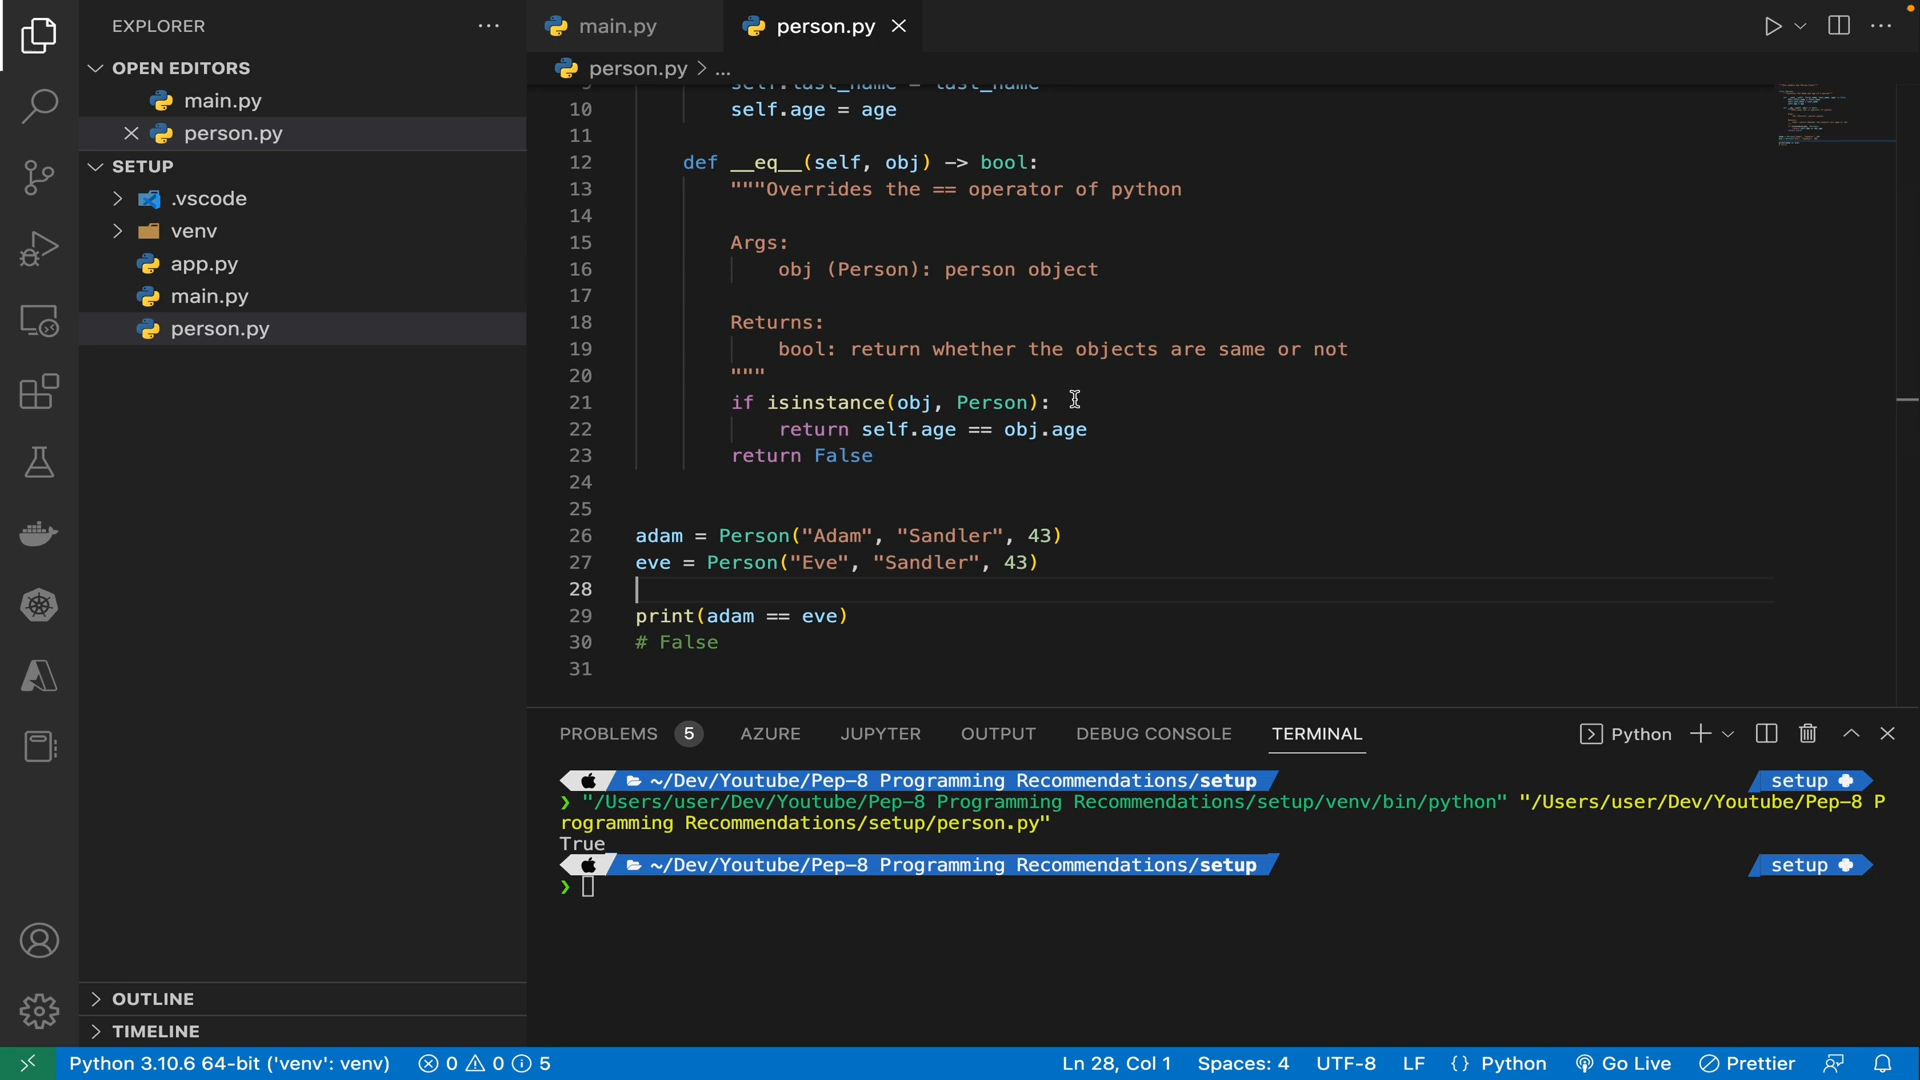 EXPLORER
OPEN EDITORS
main.py
person.py
SETUP
.vscode
venv
app.py
main.py
person.py
OUTLINE
TIMELINE
main.py
person.py
person.py > ...
9 self.last_name = last_name
10 self.age = age
11
12 def __eq__(self, obj) -> bool:
13 """Overrides the == operator of python
14
15 Args:
16 obj (Person): person object
17
18 Returns:
19 bool: return whether the objects are same or not
20 """
21 if isinstance(obj, Person):
22 return self.age == obj.age
23 return False
24
25
26 adam = Person("Adam", "Sandler", 43)
27 eve = Person("Eve", "Sandler", 43)
28
29 print(adam == eve)
30 # False
31
PROBLEMS 5 AZURE JUPYTER OUTPUT DEBUG CONSOLE TERMINAL Python
~/Dev/Youtube/Pep-8 Programming Recommendations/setup setup
❯ "/Users/user/Dev/Youtube/Pep-8 Programming Recommendations/setup/venv/bin/python" "/Users/user/Dev/Youtube/Pep-8 P
rogramming Recommendations/setup/person.py"
True
~/Dev/Youtube/Pep-8 Programming Recommendations/setup setup
❯
Python 3.10.6 64-bit ('venv': venv) 0 0 5 Ln 28, Col 1 Spaces: 4 UTF-8 LF {} Python Go Live Prettier